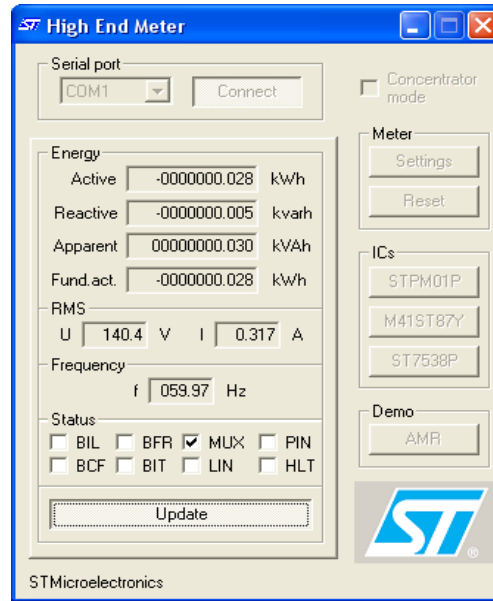 High End Meter
Serial port
COM1
Connect
Concentrator
mode
Energy
Active -0000000.028 kWh
Reactive -0000000.005 kvarh
Apparent 00000000.030 kVAh
Fund.act. -0000000.028 kWh
RMS
U 140.4 V I 0.317 A
Frequency
f 059.97 Hz
Status
BIL BFR MUX PIN
BCF BIT LIN HLT
Update
Meter
Settings
Reset
ICs
STPM01P
M41ST87Y
ST7538P
Demo
AMR
ST
STMicroelectronics